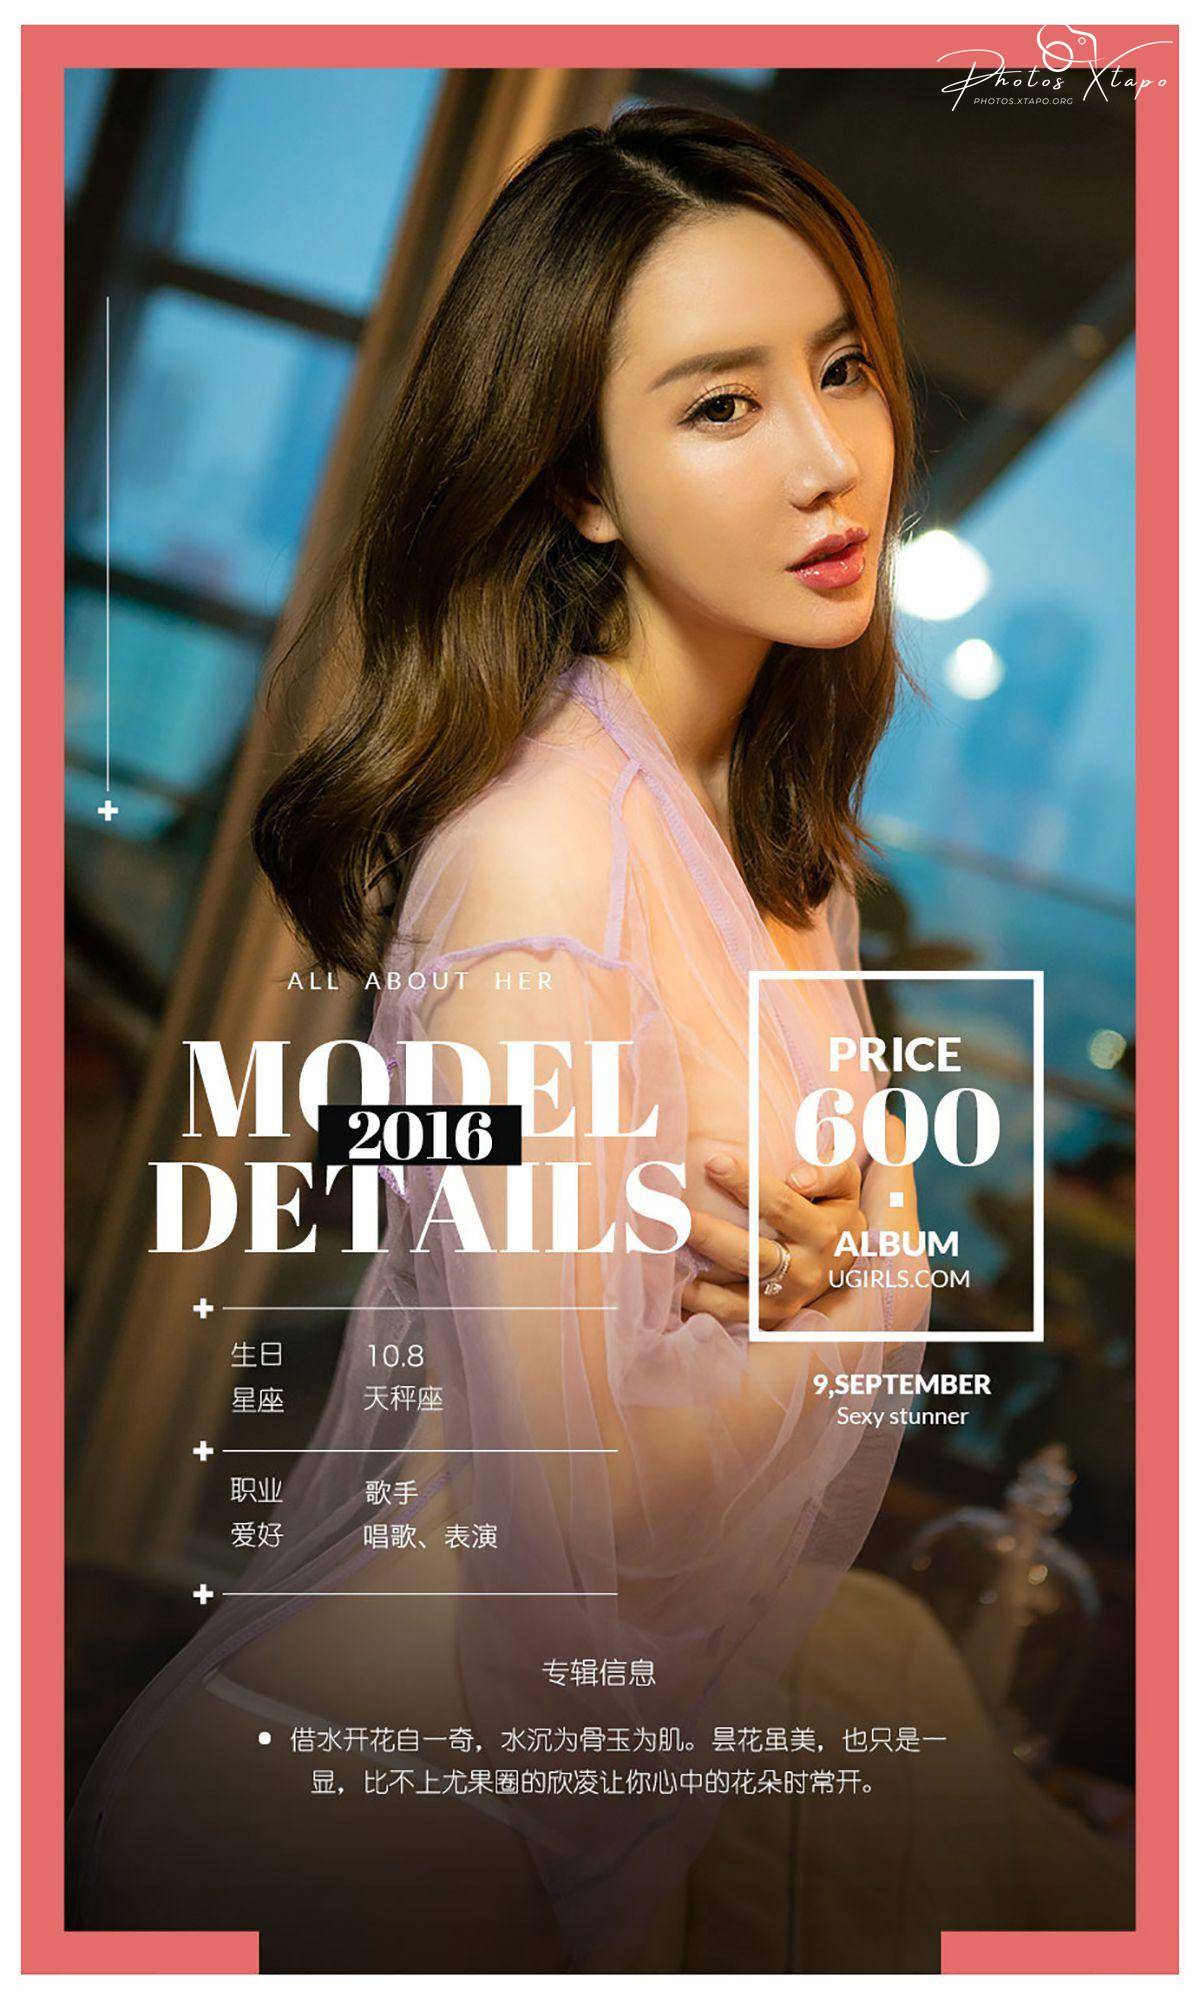 Photos Xtapo
PHOTOS.XTAPO.ORG
ALL ABOUT HER
MODEL
2016
DETAILS
PRICE
600
ALBUM
UGIRLS.COM
9,SEPTEMBER
Sexy stunner
生日 10.8
星座 天秤座
职业 歌手
爱好 唱歌、表演
专辑信息
借水开花自一奇，水沉为骨玉为肌。昙花虽美，也只是一
显，比不上尤果圈的欣凌让你心中的花朵时常开。